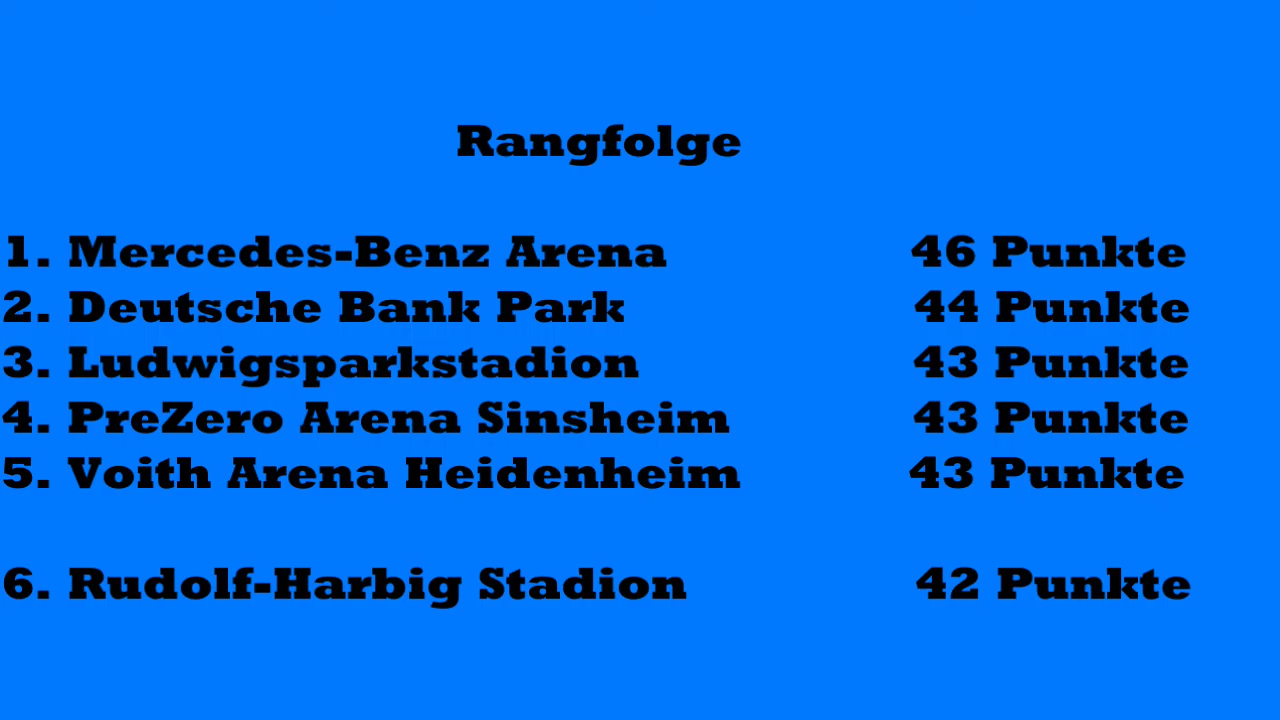 Rangfolge
1. Mercedes-Benz Arena 46 Punkte
2. Deutsche Bank Park 44 Punkte
3. Ludwigsparkstadion 43 Punkte
4. PreZero Arena Sinsheim 43 Punkte
5. Voith Arena Heidenheim 43 Punkte
6. Rudolf-Harbig Stadion 42 Punkte